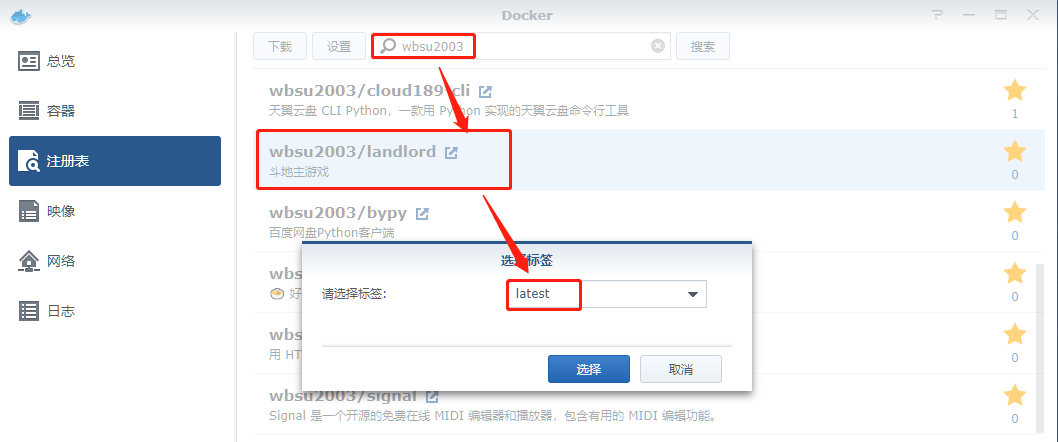 Docker
总览
容器
注册表
映像
网络
日志
下载
设置
wbsu2003
搜索
wbsu2003/cloud189-cli
1
天翼云盘 CLI Python，一款用 Python 实现的天翼云盘命令行工具
wbsu2003/landlord
0
斗地主游戏
wbsu2003/bypy
0
百度网盘Python客户端
选择标签
请选择标签:
latest
选择
取消
wbs
0
好
wbs
0
用 HT
wbsu2003/signal
0
Signal 是一个开源的免费在线 MIDI 编辑器和播放器，包含有用的 MIDI 编辑功能。